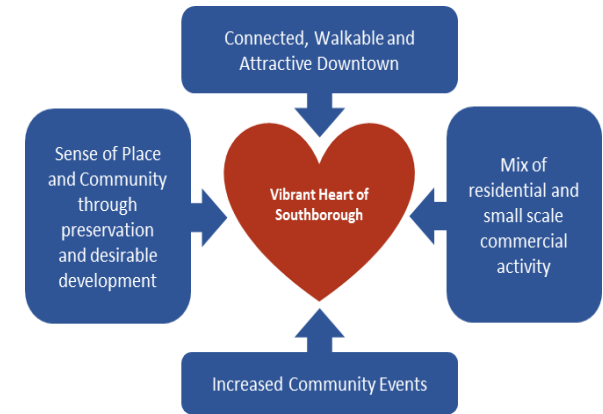 Connected, Walkable and
Attractive Downtown
Sense of Place
and Community
through
preservation
and desirable
development
Vibrant Heart of
Southborough
Mix of
residential and
small scale
commercial
activity
Increased Community Events